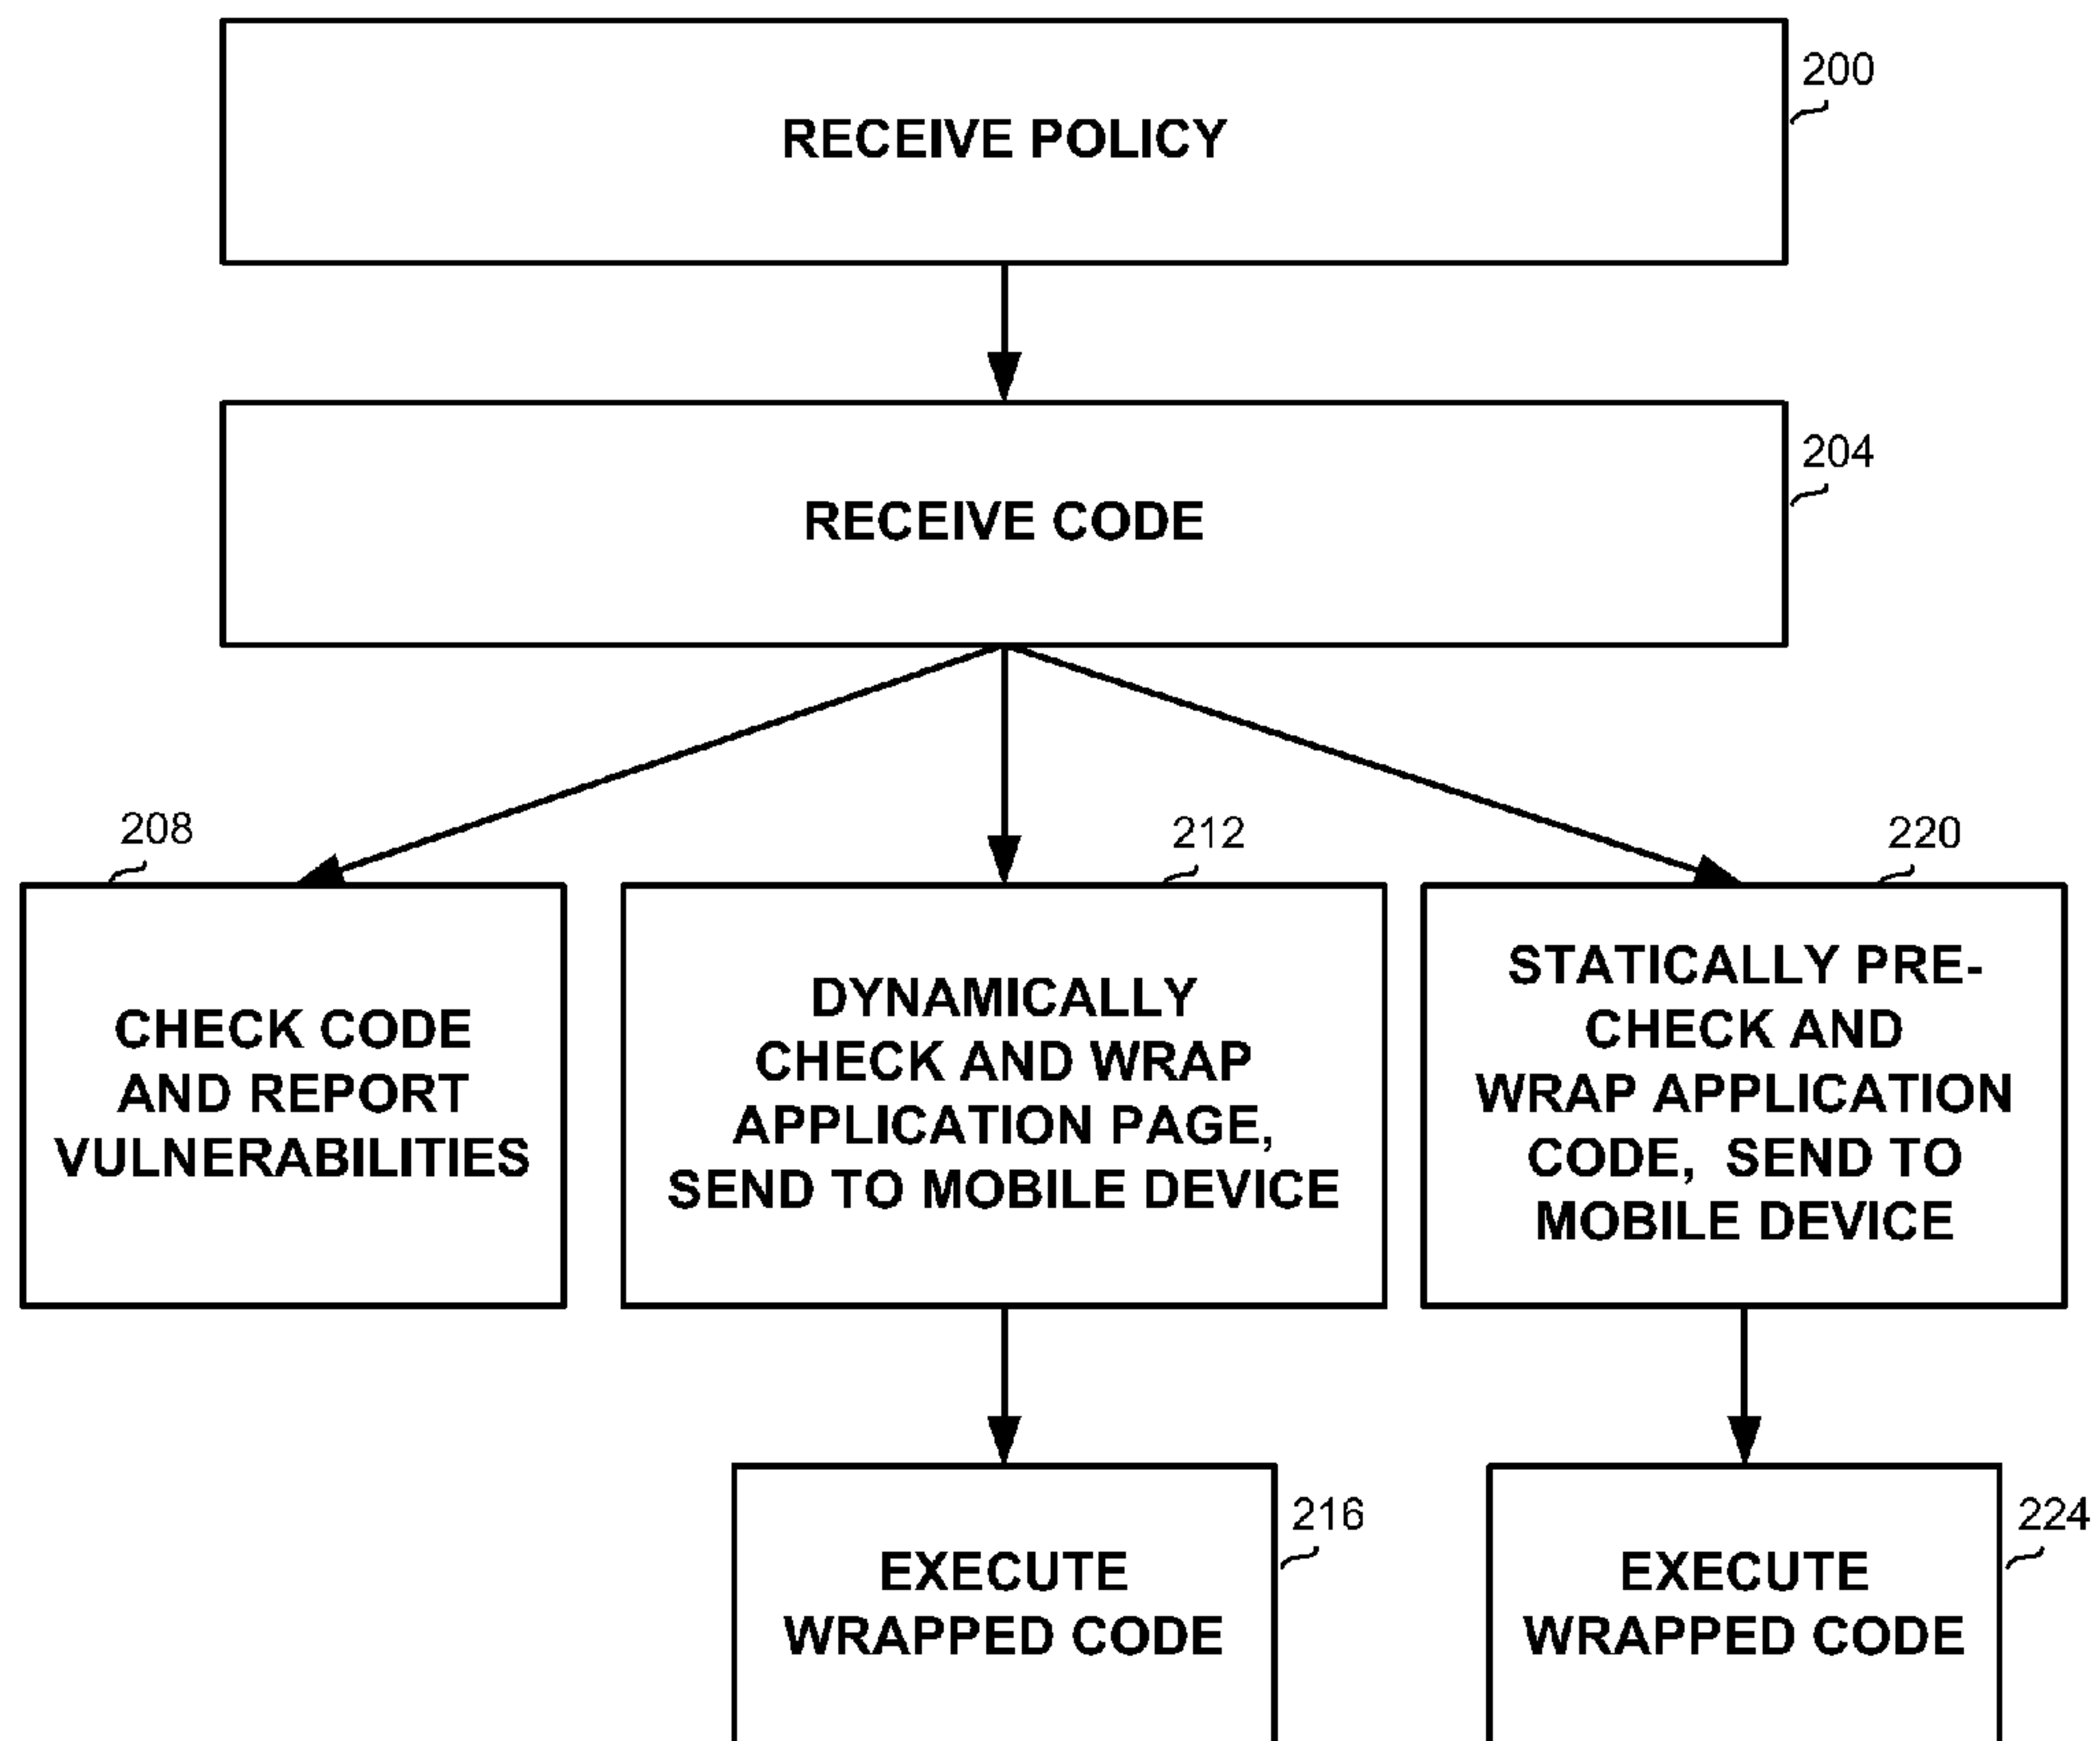 RECEIVE POLICY
200
RECEIVE CODE
204
208
CHECK CODE
AND REPORT
VULNERABILITIES
212
DYNAMICALLY
CHECK AND WRAP
APPLICATION PAGE,
SEND TO MOBILE DEVICE
220
STATICALLY PRE-
CHECK AND
WRAP APPLICATION
CODE, SEND TO
MOBILE DEVICE
EXECUTE
WRAPPED CODE
216
EXECUTE
WRAPPED CODE
224